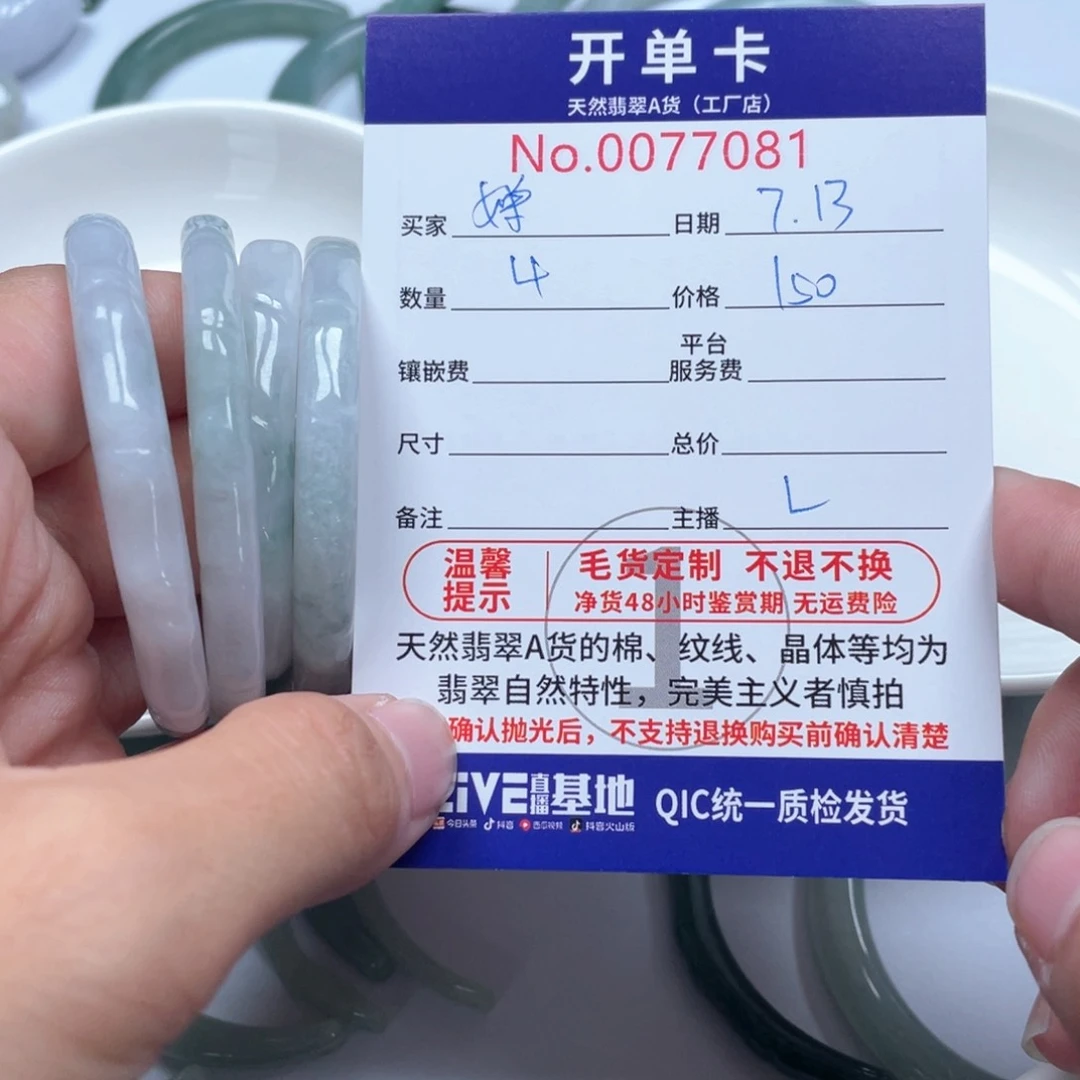 开单卡
天然翡翠A货（工厂店）
No.0077081
买家 婵 日期 7.13
数量 4 价格 150
镶嵌费 平台服务费
尺寸 总价
备注 主播 L
1
温馨提示 毛货定制 不退不换
净货48小时鉴赏期 无运费险
天然翡翠A货的棉、纹线、晶体等均为
翡翠自然特性，完美主义者慎拍
确认抛光后，不支持退换购买前确认清楚
LIVE直播基地 QIC统一质检发货
今日头条 抖音 西瓜视频 抖音火山版